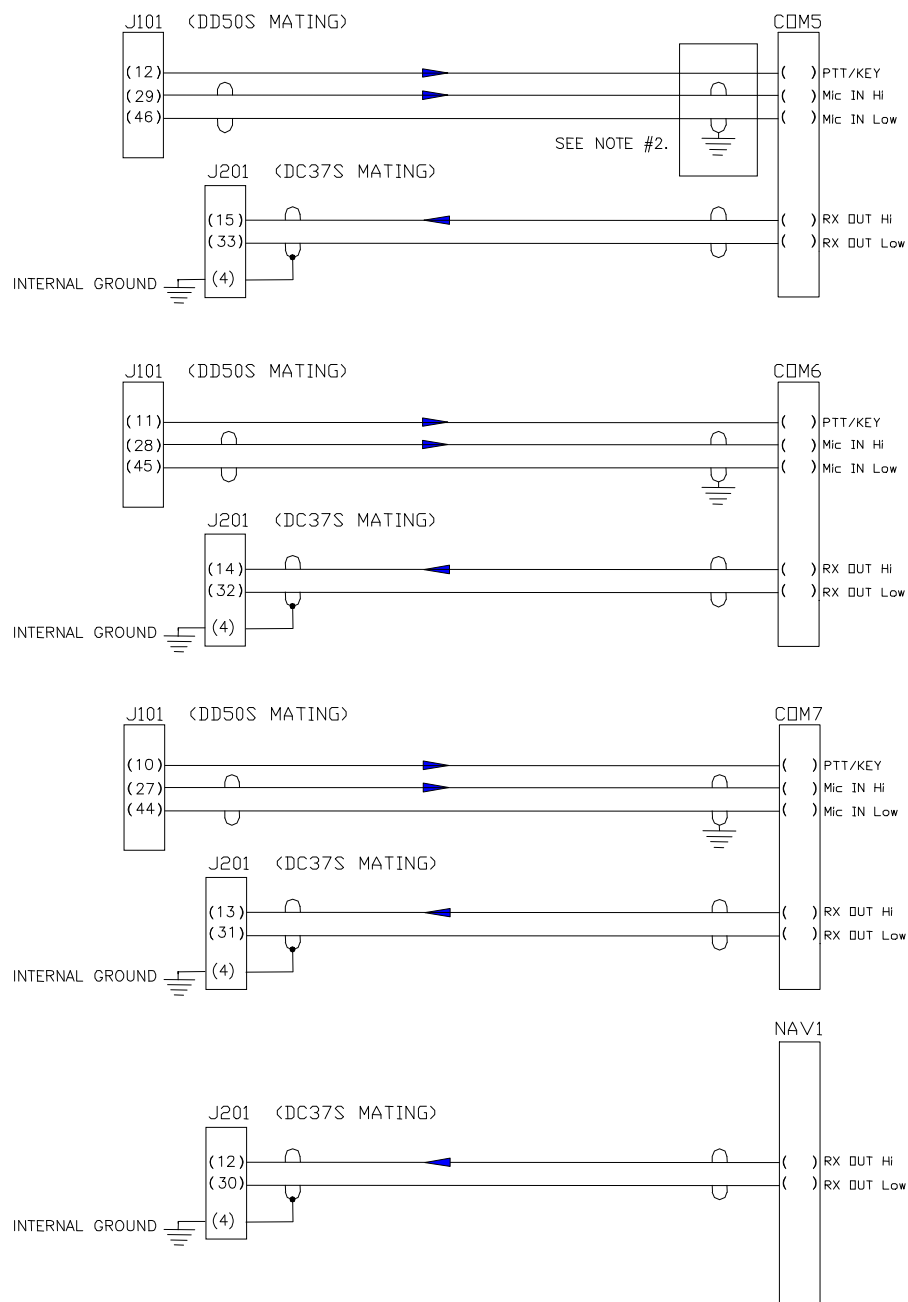 J101 (DD50S MATING) COM5
(12) ( ) PTT/KEY
(29) ( ) Mic IN Hi
(46) ( ) Mic IN Low
SEE NOTE #2.
J201 (DC37S MATING)
(15) ( ) RX OUT Hi
(33) ( ) RX OUT Low
INTERNAL GROUND (4)
J101 (DD50S MATING) COM6
(11) ( ) PTT/KEY
(28) ( ) Mic IN Hi
(45) ( ) Mic IN Low
J201 (DC37S MATING)
(14) ( ) RX OUT Hi
(32) ( ) RX OUT Low
INTERNAL GROUND (4)
J101 (DD50S MATING) COM7
(10) ( ) PTT/KEY
(27) ( ) Mic IN Hi
(44) ( ) Mic IN Low
J201 (DC37S MATING)
(13) ( ) RX OUT Hi
(31) ( ) RX OUT Low
INTERNAL GROUND (4)
NAV1
J201 (DC37S MATING)
(12) ( ) RX OUT Hi
(30) ( ) RX OUT Low
INTERNAL GROUND (4)